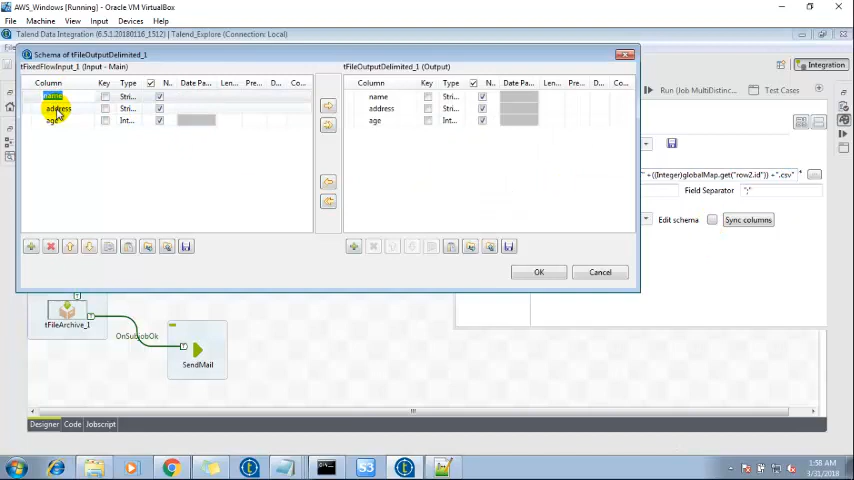 AWS_Windows [Running] - Oracle VM VirtualBox
File Machine View Input Devices Help
Talend Data Integration (6.5.1.20180116_1512) | Talend_Explore (Connection: Local)
File
Schema of tFileOutputDelimited_1
tFixedFlowInput_1 (Input - Main)
tFileOutputDelimited_1 (Output)
Column Key Type N.. Date Pa... Len... Pre... D... Co...
Column Key Type N.. Date Pa... Len... Pre... D... Co...
name Stri...
address Stri...
age Int...
name Stri...
address Stri...
age Int...
OK Cancel
Integration
Run (Job MultiDistinc... Test Cases
" +((Integer)globalMap.get("row2.id")) +".csv" *
Field Separator ";"
Edit schema Sync columns
tFileArchive_1
OnSubjobOk
SendMail
Designer Code Jobscript
S3
1:58 AM
3/31/2018